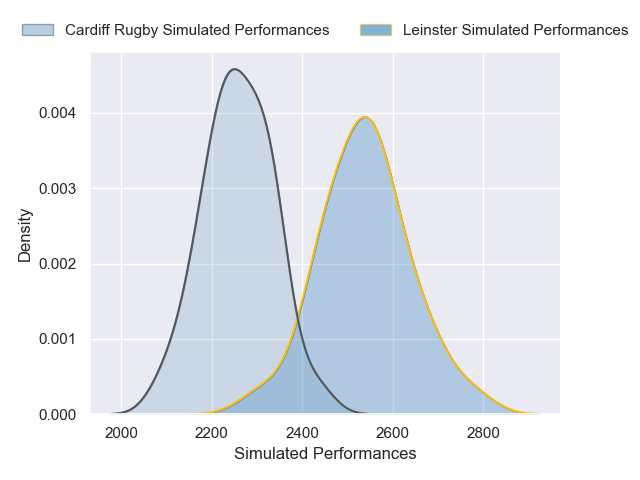 Cardiff Rugby Simulated Performances
Leinster Simulated Performances
Density
0.004
0.003
0.002
0.001
0.000
2000 2200 2400 2600 2800
Simulated Performances